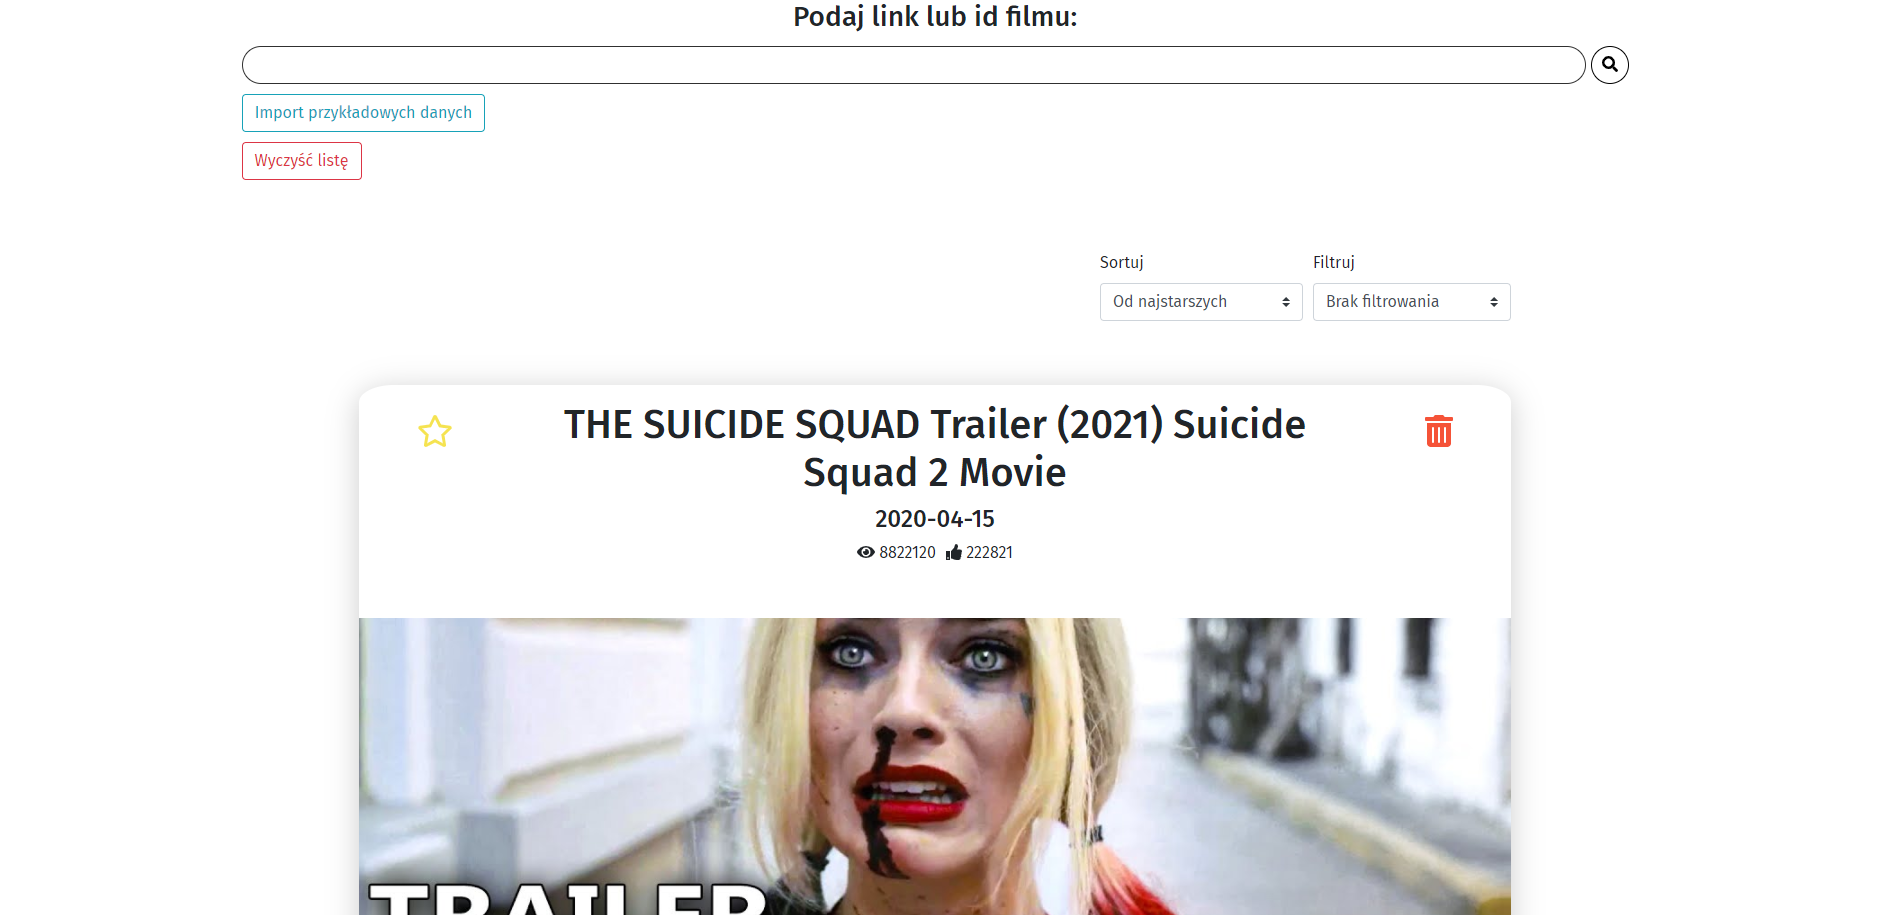 Podaj link lub id filmu:
Import przykładowych danych
Wyczyść listę
Sortuj Filtruj
Od najstarszych Brak filtrowania
THE SUICIDE SQUAD Trailer (2021) Suicide
Squad 2 Movie
2020-04-15
8822120 222821
TRAILER